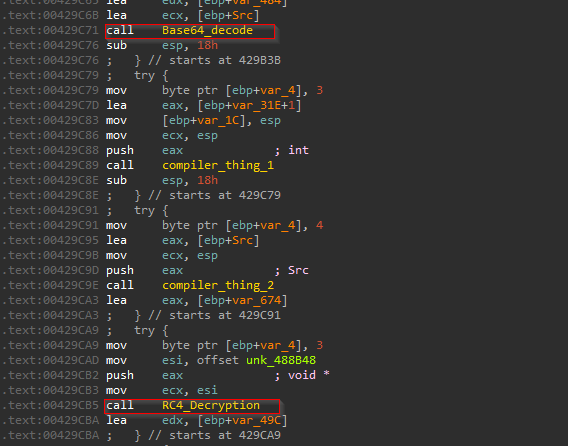 .text:00429C65 lea     eax, [ebp+var_484]
.text:00429C6B lea     ecx, [ebp+Src]
.text:00429C71 call    Base64_decode
.text:00429C76 sub     esp, 18h
.text:00429C76 ;   } // starts at 429B3B
.text:00429C79 ;   try {
.text:00429C79 mov     byte ptr [ebp+var_4], 3
.text:00429C7D lea     eax, [ebp+var_31E+1]
.text:00429C83 mov     [ebp+var_1C], esp
.text:00429C86 mov     ecx, esp
.text:00429C88 push    eax             ; int
.text:00429C89 call    compiler_thing_1
.text:00429C8E sub     esp, 18h
.text:00429C8E ;   } // starts at 429C79
.text:00429C91 ;   try {
.text:00429C91 mov     byte ptr [ebp+var_4], 4
.text:00429C95 lea     eax, [ebp+Src]
.text:00429C9B mov     ecx, esp
.text:00429C9D push    eax             ; Src
.text:00429C9E call    compiler_thing_2
.text:00429CA3 lea     eax, [ebp+var_674]
.text:00429CA3 ;   } // starts at 429C91
.text:00429CA9 ;   try {
.text:00429CA9 mov     byte ptr [ebp+var_4], 3
.text:00429CAD mov     esi, offset unk_488B48
.text:00429CB2 push    eax             ; void *
.text:00429CB3 mov     ecx, esi
.text:00429CB5 call    RC4_Decryption
.text:00429CBA lea     edx, [ebp+var_49C]
.text:00429CBA ;   } // starts at 429CA9